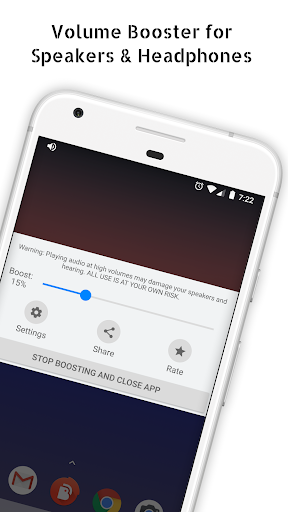 Volume Booster for
Speakers & Headphones
7:22
Warning: Playing audio at high volumes may damage your speakers and
hearing. ALL USE IS AT YOUR OWN RISK.
Boost:
15%
Settings
Share
Rate
STOP BOOSTING AND CLOSE APP